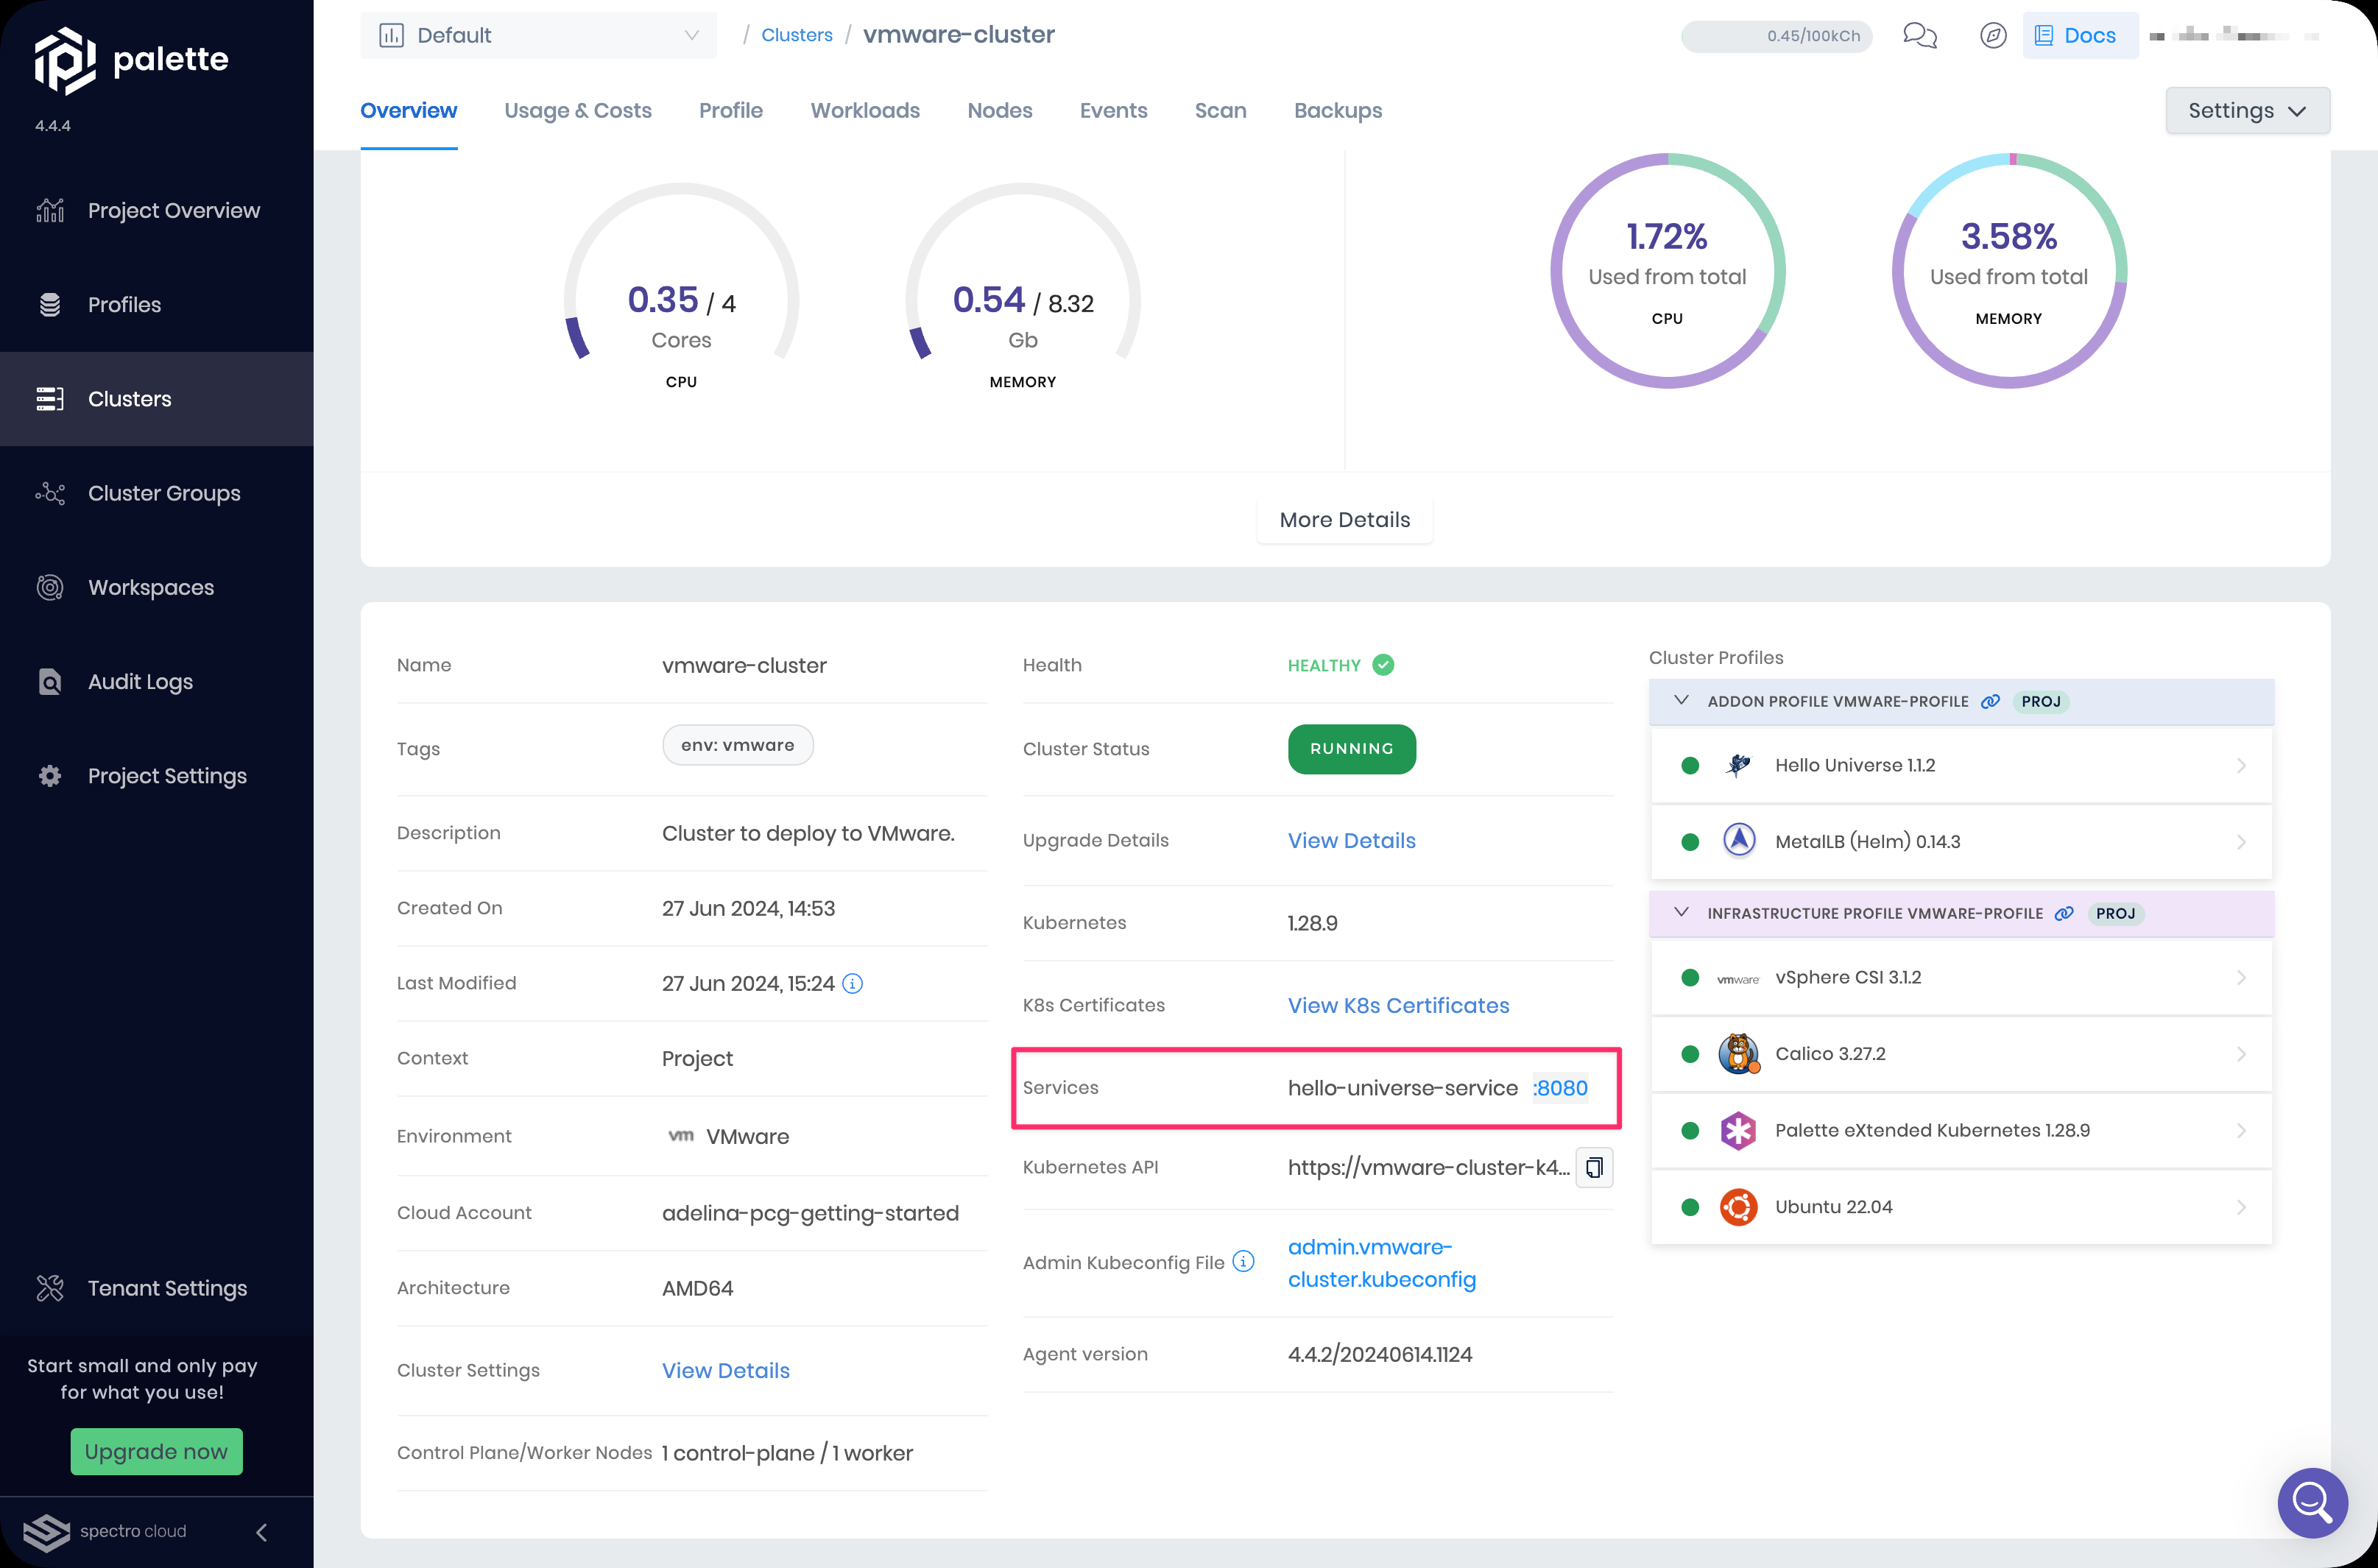 palette
4.4.4
Project Overview
Profiles
Clusters
Cluster Groups
Workspaces
Audit Logs
Project Settings
Tenant Settings
Start small and only pay
for what you use!
Upgrade now
spectro cloud
Default
/ Clusters / vmware-cluster
0.45/100kCh
Docs
Overview
Usage & Costs
Profile
Workloads
Nodes
Events
Scan
Backups
Settings
0.35 / 4
Cores
CPU
0.54 / 8.32
Gb
MEMORY
1.72%
Used from total
CPU
3.58%
Used from total
MEMORY
More Details
Name vmware-cluster
Tags env: vmware
Description Cluster to deploy to VMware.
Created On 27 Jun 2024, 14:53
Last Modified 27 Jun 2024, 15:24
Context Project
Environment vm VMware
Cloud Account adelina-pcg-getting-started
Architecture AMD64
Cluster Settings View Details
Control Plane/Worker Nodes 1 control-plane / 1 worker
Health HEALTHY
Cluster Status RUNNING
Upgrade Details View Details
Kubernetes 1.28.9
K8s Certificates View K8s Certificates
Services hello-universe-service :8080
Kubernetes API https://vmware-cluster-k4...
Admin Kubeconfig File admin.vmware-
cluster.kubeconfig
Agent version 4.4.2/20240614.1124
Cluster Profiles
ADDON PROFILE VMWARE-PROFILE PROJ
Hello Universe 1.1.2
MetalLB (Helm) 0.14.3
INFRASTRUCTURE PROFILE VMWARE-PROFILE PROJ
vmware vSphere CSI 3.1.2
Calico 3.27.2
Palette eXtended Kubernetes 1.28.9
Ubuntu 22.04